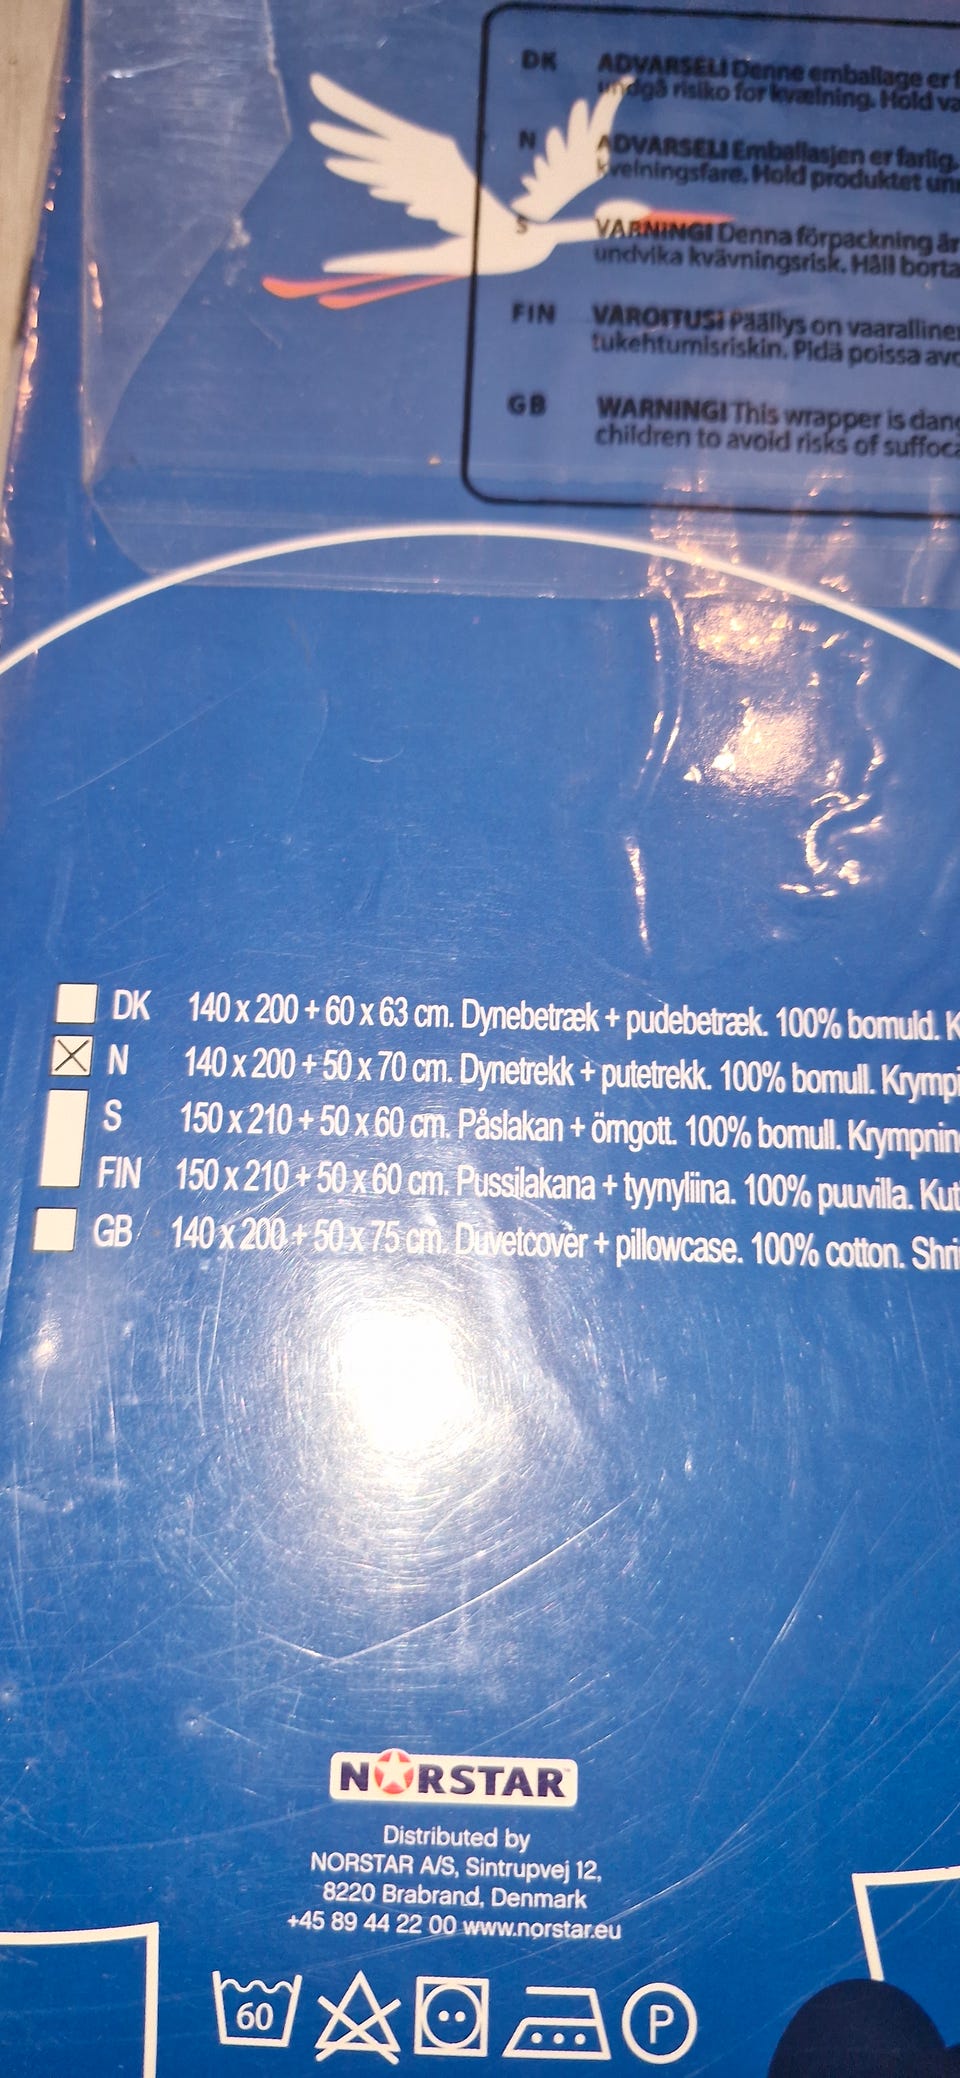 DK ADVARSEL! Denne emballage er f
undgå risiko for kvælning. Hold va
N ADVARSEL! Emballasjen er farlig.
kvelningsfare. Hold produktet un
S VARNING! Denna förpackning är
undvika kvävningsrisk. Håll borta
FIN VAROITUS! Päällys on vaarallinen
tukehtumisriskin. Pidä poissa avo
GB WARNING! This wrapper is dang
children to avoid risks of suffoca
DK 140 x 200 + 60 x 63 cm. Dynebetræk + pudebetræk. 100% bomuld. K
N 140 x 200 + 50 x 70 cm. Dynetrekk + putetrekk. 100% bomull. Krympi
S 150 x 210 + 50 x 60 cm. Påslakan + örngott. 100% bomull. Krympnin
FIN 150 x 210 + 50 x 60 cm. Pussilakana + tyynyliina. 100% puuvilla. Kut
GB 140 x 200 + 50 x 75 cm. Duvetcover + pillowcase. 100% cotton. Shri
NORSTAR
Distributed by
NORSTAR A/S, Sintrupvej 12,
8220 Brabrand, Denmark
+45 89 44 22 00 www.norstar.eu
60 P